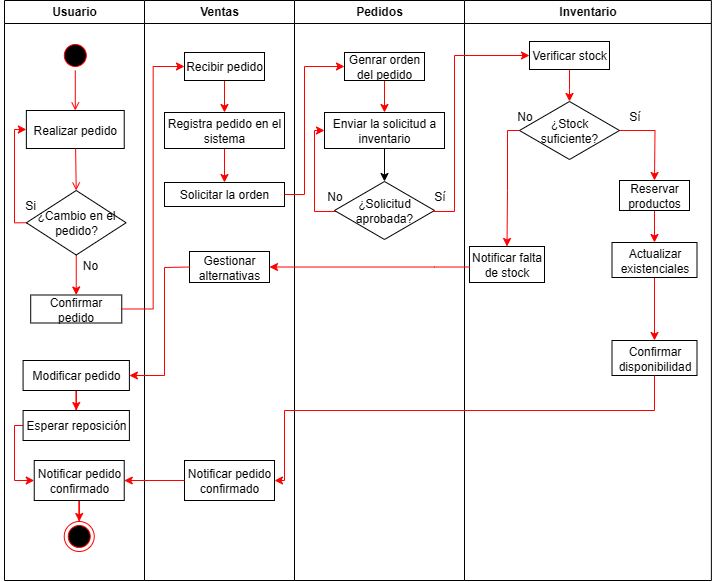 Usuario
Ventas
Pedidos
Inventario
Realizar pedido
Si
¿Cambio en el
pedido?
No
Confirmar
pedido
Modificar pedido
Esperar reposición
Notificar pedido
confirmado
Recibir pedido
Registra pedido en el
sistema
Solicitar la orden
Gestionar
alternativas
Notificar pedido
confirmado
Genrar orden
del pedido
Enviar la solicitud a
inventario
No
¿Solicitud
aprobada?
Sí
Verificar stock
No
¿Stock
suficiente?
Sí
Reservar
productos
Notificar falta
de stock
Actualizar
existenciales
Confirmar
disponibilidad